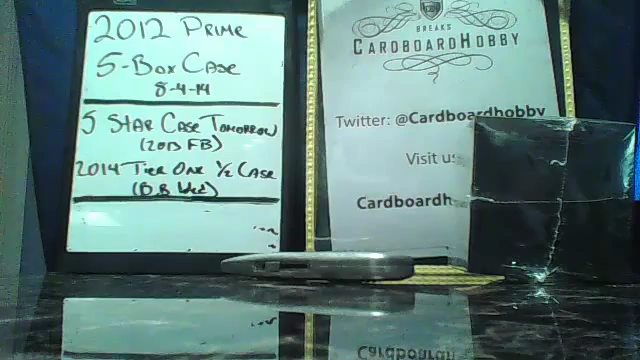 2012 PRIME
5-BOX CASE
8-4-14
5 STAR CASE TOMORROW
(2013 FB)
2014 TIER ONE ½ CASE
(B.B Wed)
BREAKS
CARDBOARDHOBBY
Twitter: @Cardboardhobby
Visit us
Cardboardh